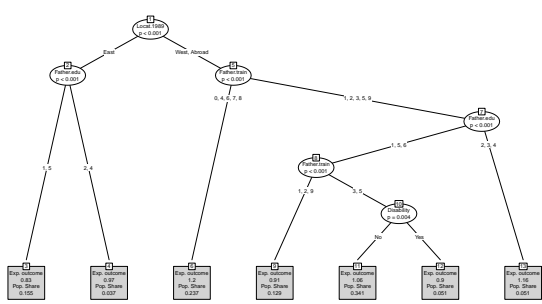 1
Locat.1989
p < 0.001
East
West, Abroad
2
Father.edu
p < 0.001
5
Father.train
p < 0.001
0, 4, 6, 7, 8
1, 2, 3, 5, 9
7
Father.edu
p < 0.001
1, 5
2, 4
1, 5, 6
2, 3, 4
8
Father.train
p < 0.001
1, 2, 9
3, 5
10
Disability
p = 0.004
No
Yes
3
Exp. outcome
0.83
Pop. Share
0.155
4
Exp. outcome
0.97
Pop. Share
0.037
6
Exp. outcome
1.2
Pop. Share
0.237
9
Exp. outcome
0.91
Pop. Share
0.129
11
Exp. outcome
1.06
Pop. Share
0.341
12
Exp. outcome
0.9
Pop. Share
0.051
13
Exp. outcome
1.16
Pop. Share
0.051